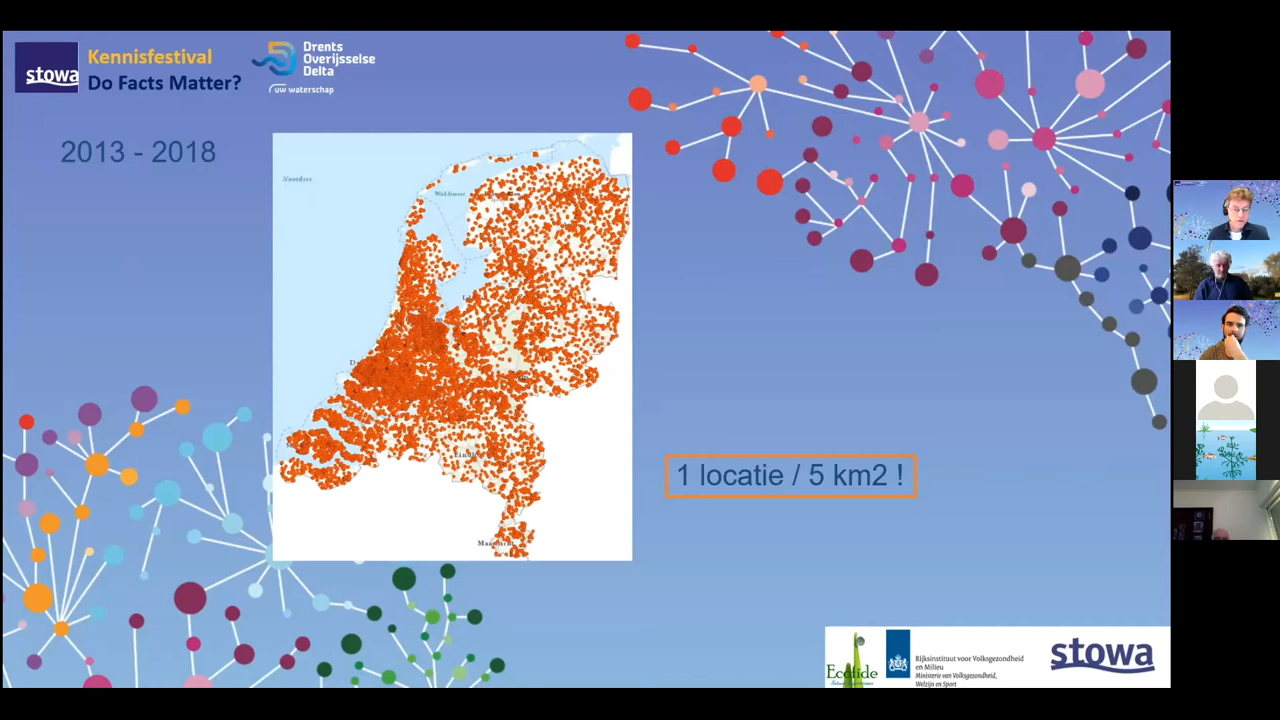 stowa
Kennisfestival
Do Facts Matter?
Drents
Overijsselse
Delta
uw waterschap
2013 - 2018
Noordzee
1 locatie / 5 km2 !
Ecofide
Rijksinstituut voor Volksgezondheid
en Milieu
Ministerie van Volksgezondheid,
Welzijn en Sport
stowa